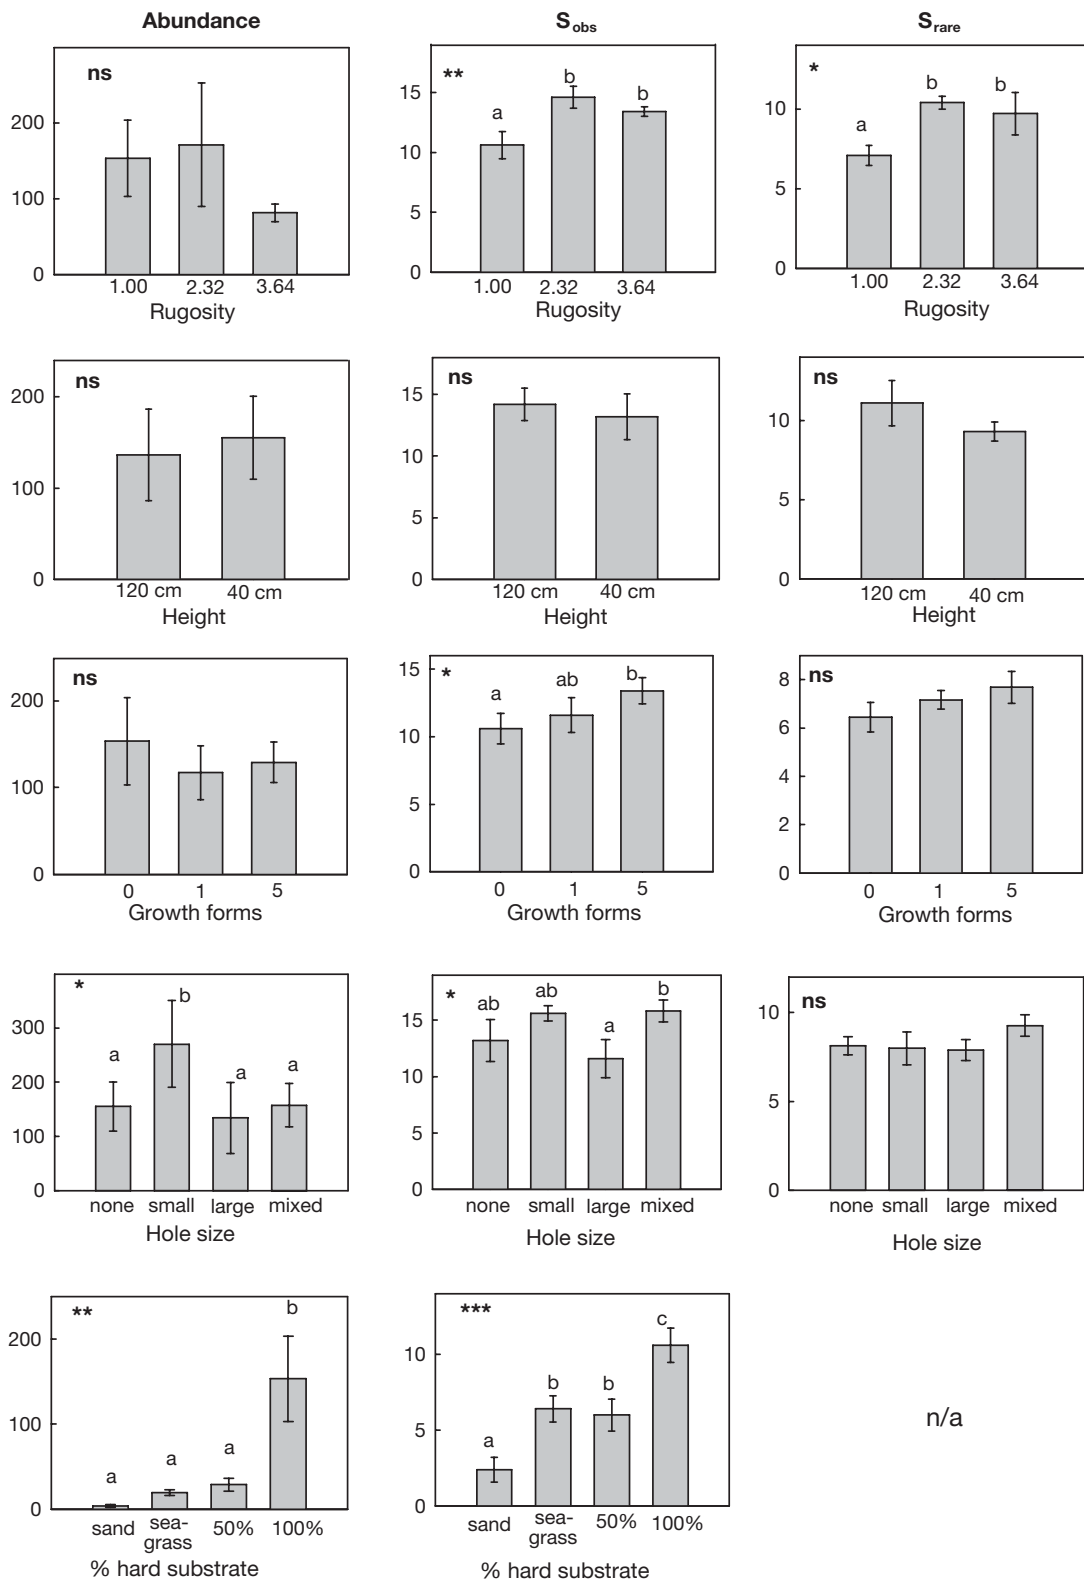 Abundance
S_obs
S_rare
ns
200
100
0
1.00 2.32 3.64
Rugosity
**
a
b
b
15
10
5
0
1.00 2.32 3.64
Rugosity
*
a
b
b
10
5
0
1.00 2.32 3.64
Rugosity
ns
200
100
0
120 cm 40 cm
Height
ns
15
10
5
0
120 cm 40 cm
Height
ns
10
5
0
120 cm 40 cm
Height
ns
200
100
0
0 1 5
Growth forms
*
a
ab
b
15
10
5
0
0 1 5
Growth forms
ns
8
6
4
2
0
0 1 5
Growth forms
*
a
b
a
a
300
200
100
0
none small large mixed
Hole size
*
ab
ab
a
b
15
10
5
0
none small large mixed
Hole size
ns
10
5
0
none small large mixed
Hole size
**
a
a
a
b
200
100
0
sand sea-grass 50% 100%
% hard substrate
***
a
b
b
c
10
5
0
sand sea-grass 50% 100%
% hard substrate
n/a